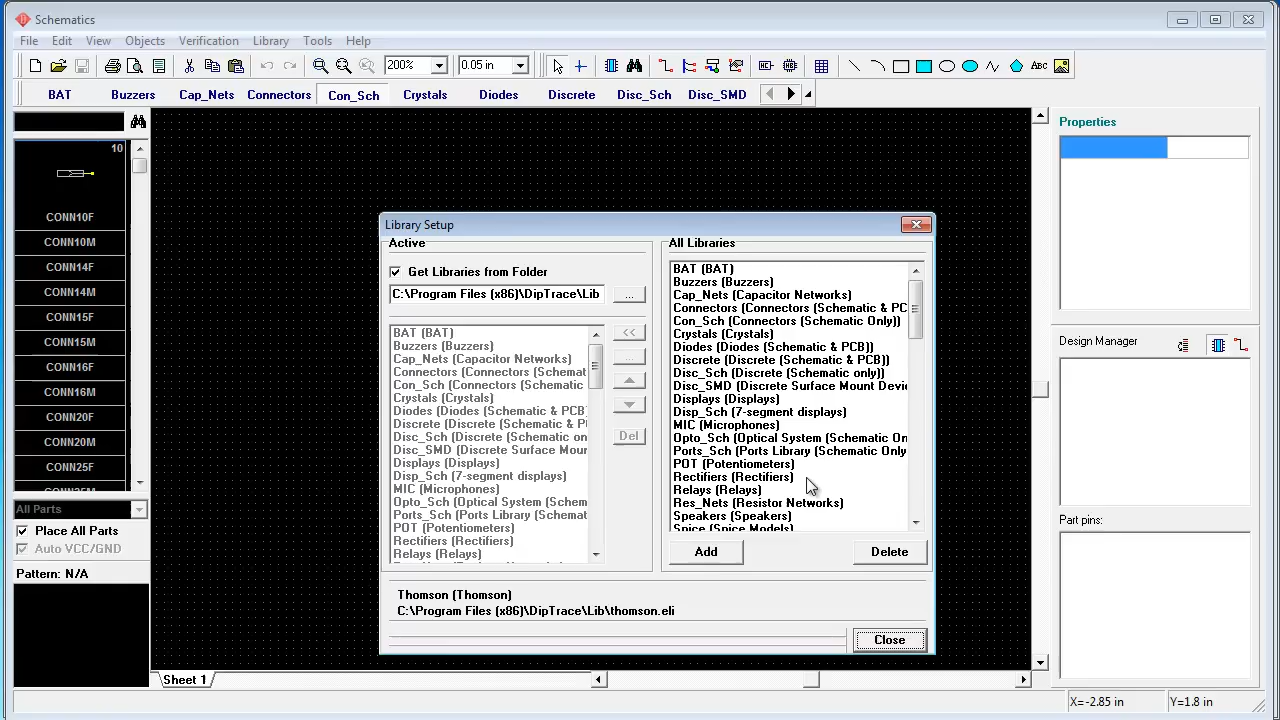 Schematics
File Edit View Objects Verification Library Tools Help
200% 0.05 in ABC
BAT Buzzers Cap_Nets Connectors Con_Sch Crystals Diodes Discrete Disc_Sch Disc_SMD
10
CONN10F
CONN10M
CONN14F
CONN14M
CONN15F
CONN15M
CONN16F
CONN16M
CONN20F
CONN20M
CONN25F
All Parts
Place All Parts
Auto VCC/GND
Pattern: N/A
Library Setup
Active
Get Libraries from Folder
C:\Program Files (x86)\DipTrace\Lib ...
BAT (BAT)
Buzzers (Buzzers)
Cap_Nets (Capacitor Networks)
Connectors (Connectors (Schemat
Con_Sch (Connectors (Schematic
Crystals (Crystals)
Diodes (Diodes (Schematic & PCB)
Discrete (Discrete (Schematic & P
Disc_Sch (Discrete (Schematic on
Disc_SMD (Discrete Surface Mour
Displays (Displays)
Disp_Sch (7-segment displays)
MIC (Microphones)
Opto_Sch (Optical System (Schem
Ports_Sch (Ports Library (Schemat
POT (Potentiometers)
Rectifiers (Rectifiers)
Relays (Relays)
<<
...
Del
All Libraries
BAT (BAT)
Buzzers (Buzzers)
Cap_Nets (Capacitor Networks)
Connectors (Connectors (Schematic & PC
Con_Sch (Connectors (Schematic Only))
Crystals (Crystals)
Diodes (Diodes (Schematic & PCB))
Discrete (Discrete (Schematic & PCB))
Disc_Sch (Discrete (Schematic only))
Disc_SMD (Discrete Surface Mount Devic
Displays (Displays)
Disp_Sch (7-segment displays)
MIC (Microphones)
Opto_Sch (Optical System (Schematic On
Ports_Sch (Ports Library (Schematic Only
POT (Potentiometers)
Rectifiers (Rectifiers)
Relays (Relays)
Res_Nets (Resistor Networks)
Speakers (Speakers)
Spice (Spice Models)
Add Delete
Thomson (Thomson)
C:\Program Files (x86)\DipTrace\Lib\thomson.eli
Close
Properties
Design Manager
Part pins:
Sheet 1
X=-2.85 in Y=1.8 in